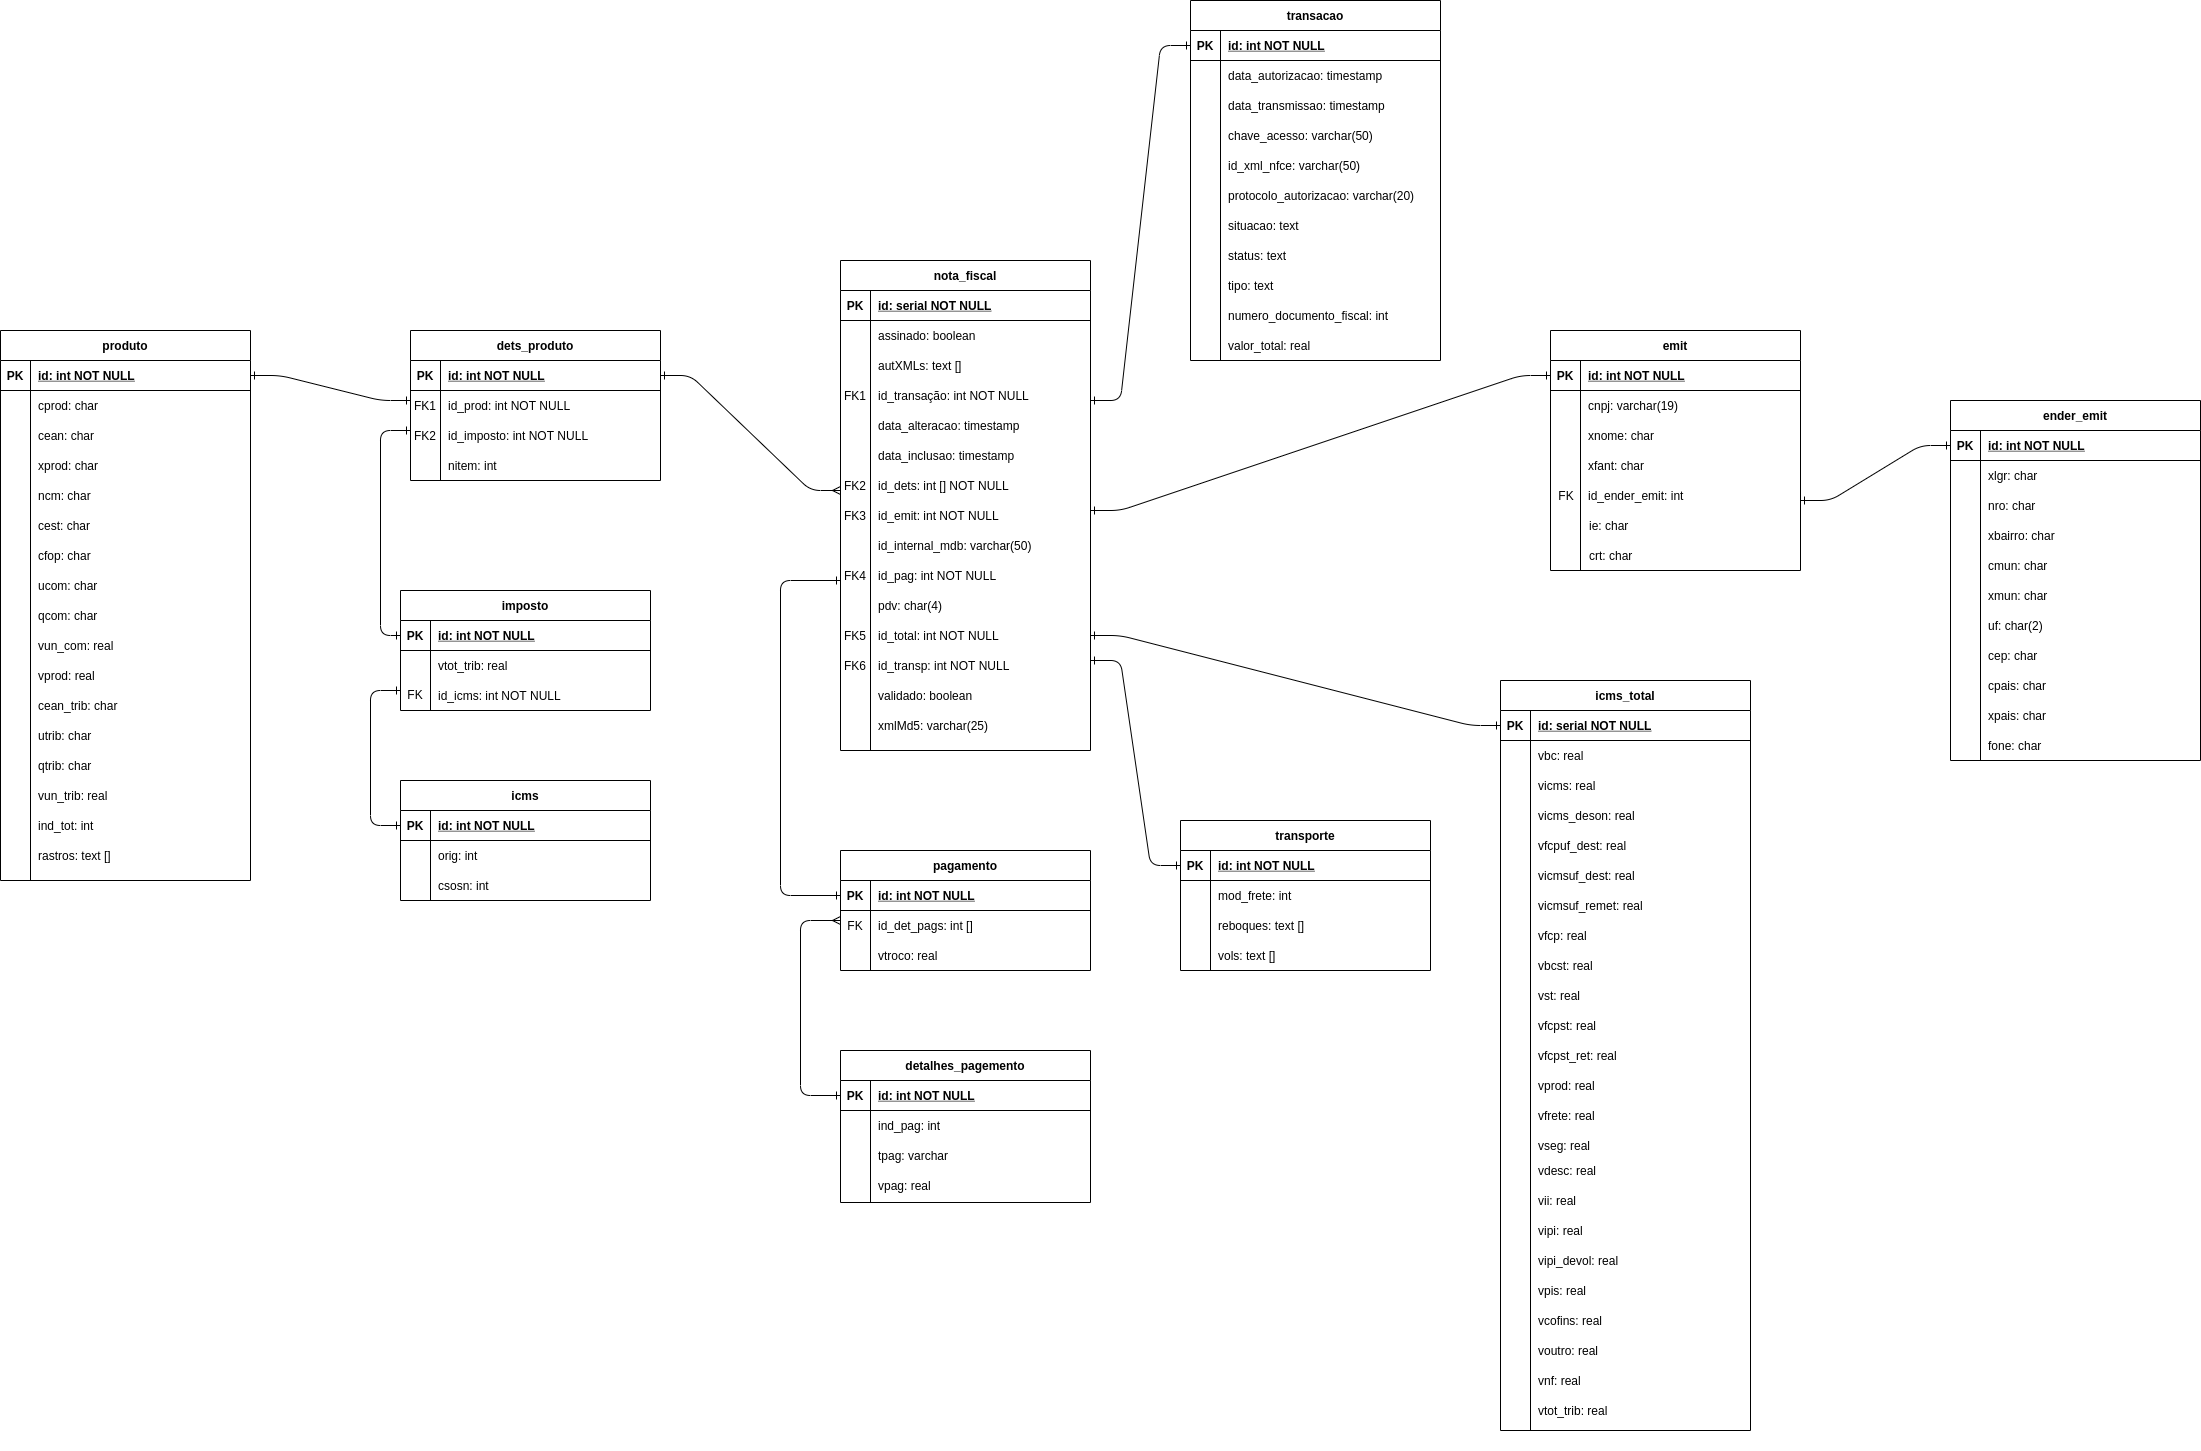 transacao
PK id: int NOT NULL
data_autorizacao: timestamp
data_transmissao: timestamp
chave_acesso: varchar(50)
id_xml_nfce: varchar(50)
protocolo_autorizacao: varchar(20)
situacao: text
status: text
tipo: text
numero_documento_fiscal: int
valor_total: real
nota_fiscal
PK id: serial NOT NULL
assinado: boolean
autXMLs: text []
FK1 id_transação: int NOT NULL
data_alteracao: timestamp
data_inclusao: timestamp
FK2 id_dets: int [] NOT NULL
FK3 id_emit: int NOT NULL
id_internal_mdb: varchar(50)
FK4 id_pag: int NOT NULL
pdv: char(4)
FK5 id_total: int NOT NULL
FK6 id_transp: int NOT NULL
validado: boolean
xmlMd5: varchar(25)
produto
PK id: int NOT NULL
cprod: char
cean: char
xprod: char
ncm: char
cest: char
cfop: char
ucom: char
qcom: char
vun_com: real
vprod: real
cean_trib: char
utrib: char
qtrib: char
vun_trib: real
ind_tot: int
rastros: text []
dets_produto
PK id: int NOT NULL
FK1 id_prod: int NOT NULL
FK2 id_imposto: int NOT NULL
nitem: int
imposto
PK id: int NOT NULL
vtot_trib: real
FK id_icms: int NOT NULL
icms
PK id: int NOT NULL
orig: int
csosn: int
emit
PK id: int NOT NULL
cnpj: varchar(19)
xnome: char
xfant: char
FK id_ender_emit: int
ie: char
crt: char
ender_emit
PK id: int NOT NULL
xlgr: char
nro: char
xbairro: char
cmun: char
xmun: char
uf: char(2)
cep: char
cpais: char
xpais: char
fone: char
pagamento
PK id: int NOT NULL
FK id_det_pags: int []
vtroco: real
detalhes_pagemento
PK id: int NOT NULL
ind_pag: int
tpag: varchar
vpag: real
transporte
PK id: int NOT NULL
mod_frete: int
reboques: text []
vols: text []
icms_total
PK id: serial NOT NULL
vbc: real
vicms: real
vicms_deson: real
vfcpuf_dest: real
vicmsuf_dest: real
vicmsuf_remet: real
vfcp: real
vbcst: real
vst: real
vfcpst: real
vfcpst_ret: real
vprod: real
vfrete: real
vseg: real
vdesc: real
vii: real
vipi: real
vipi_devol: real
vpis: real
vcofins: real
voutro: real
vnf: real
vtot_trib: real